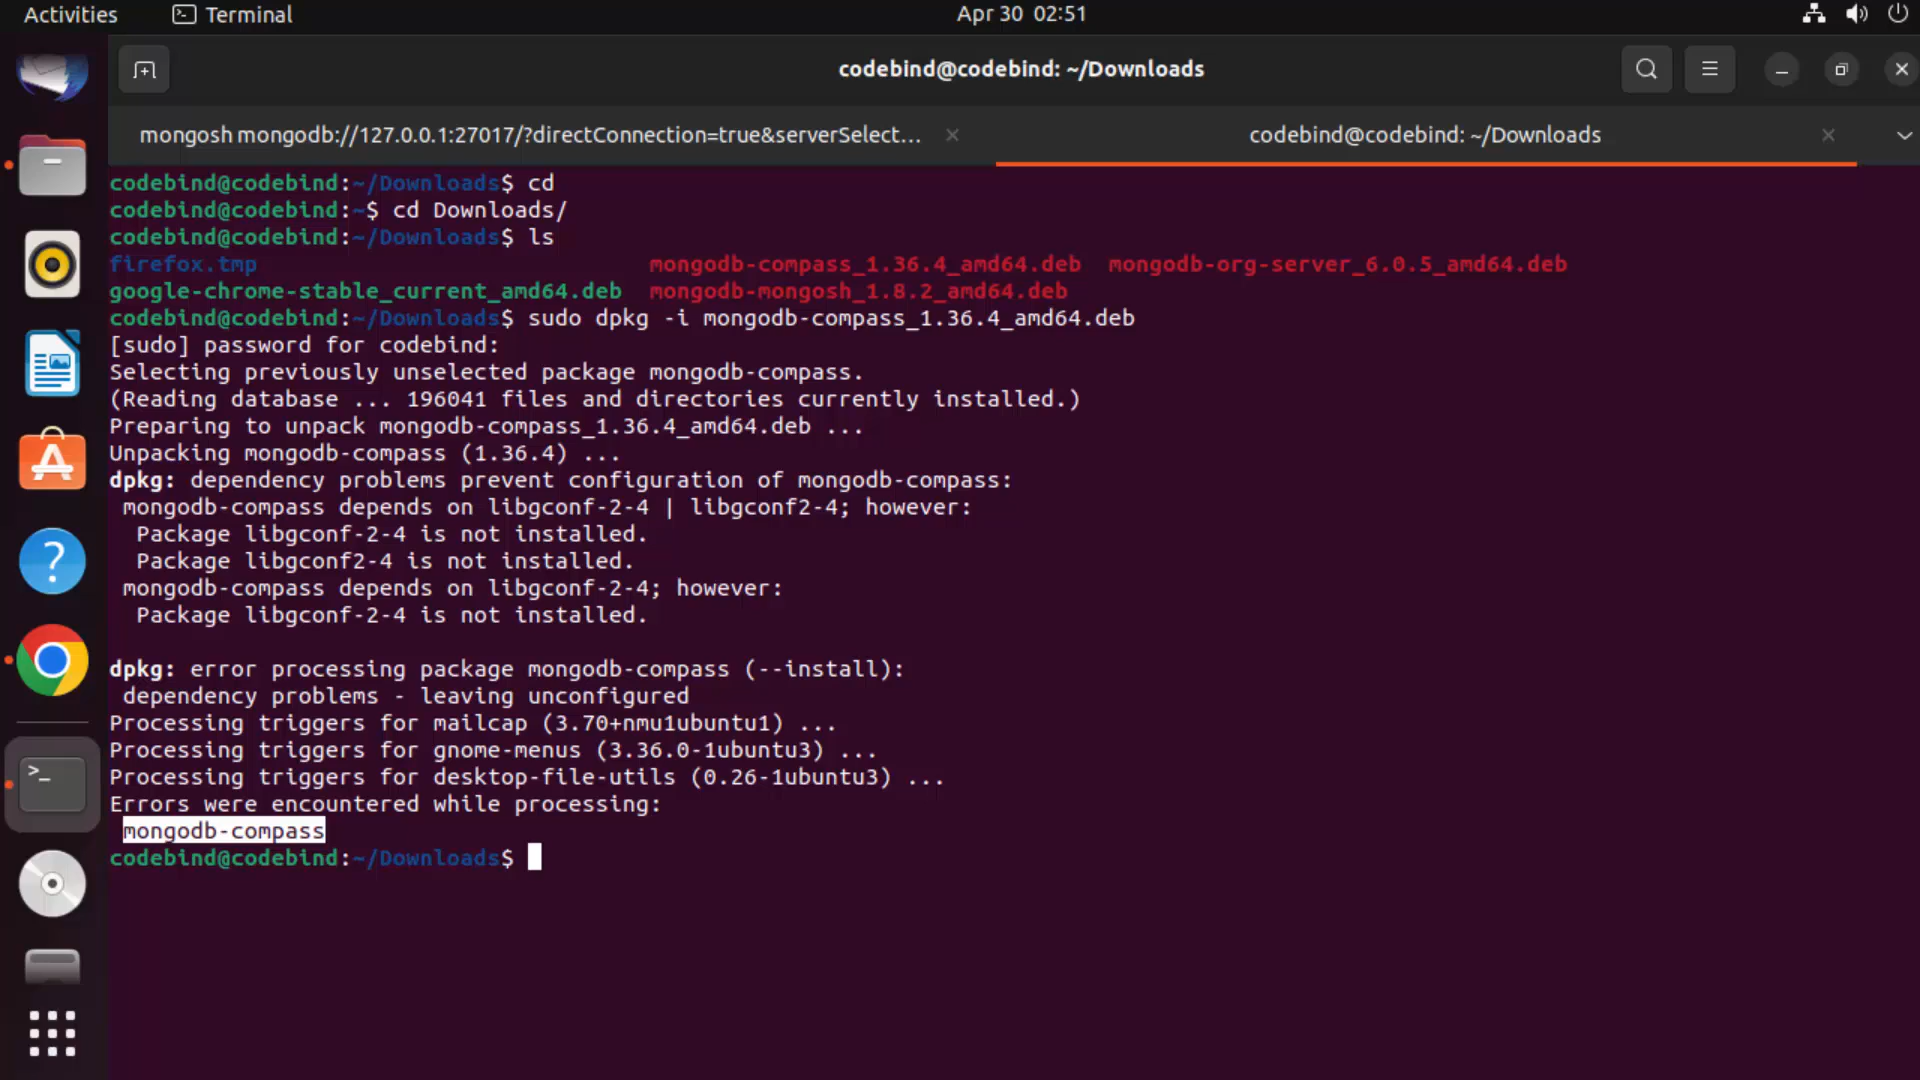 Activities Terminal Apr 30 02:51
codebind@codebind: ~/Downloads
mongosh mongodb://127.0.0.1:27017/?directConnection=true&serverSelect... codebind@codebind: ~/Downloads
codebind@codebind:~/Downloads$ cd
codebind@codebind:~$ cd Downloads/
codebind@codebind:~/Downloads$ ls
firefox.tmp mongodb-compass_1.36.4_amd64.deb mongodb-org-server_6.0.5_amd64.deb
google-chrome-stable_current_amd64.deb mongodb-mongosh_1.8.2_amd64.deb
codebind@codebind:~/Downloads$ sudo dpkg -i mongodb-compass_1.36.4_amd64.deb
[sudo] password for codebind:
Selecting previously unselected package mongodb-compass.
(Reading database ... 196041 files and directories currently installed.)
Preparing to unpack mongodb-compass_1.36.4_amd64.deb ...
Unpacking mongodb-compass (1.36.4) ...
dpkg: dependency problems prevent configuration of mongodb-compass:
mongodb-compass depends on libgconf-2-4 | libgconf2-4; however:
Package libgconf-2-4 is not installed.
Package libgconf2-4 is not installed.
mongodb-compass depends on libgconf-2-4; however:
Package libgconf-2-4 is not installed.
dpkg: error processing package mongodb-compass (--install):
dependency problems - leaving unconfigured
Processing triggers for mailcap (3.70+nmu1ubuntu1) ...
Processing triggers for gnome-menus (3.36.0-1ubuntu3) ...
Processing triggers for desktop-file-utils (0.26-1ubuntu3) ...
Errors were encountered while processing:
mongodb-compass
codebind@codebind:~/Downloads$